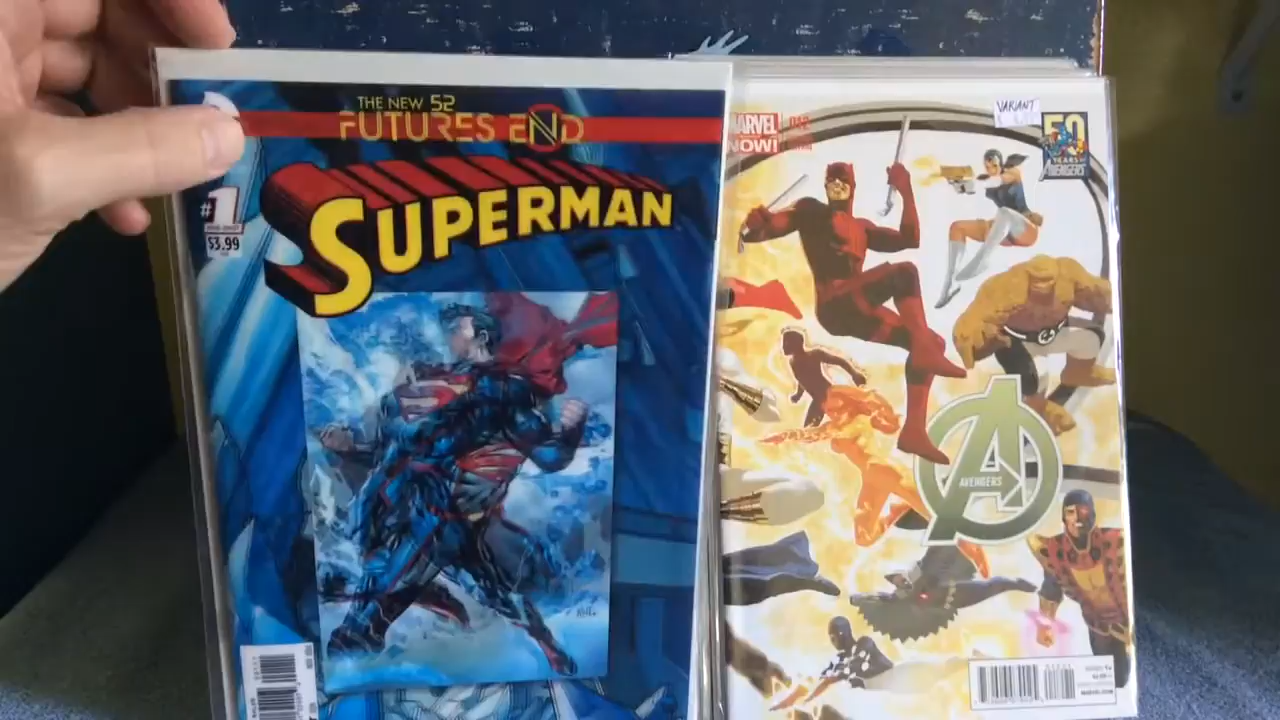 THE NEW 52
FUTURES END
#1
$3.99
SUPERMAN
MARVEL
NOW!
VARIANT
50
YEARS
AVENGERS
A
AVENGERS